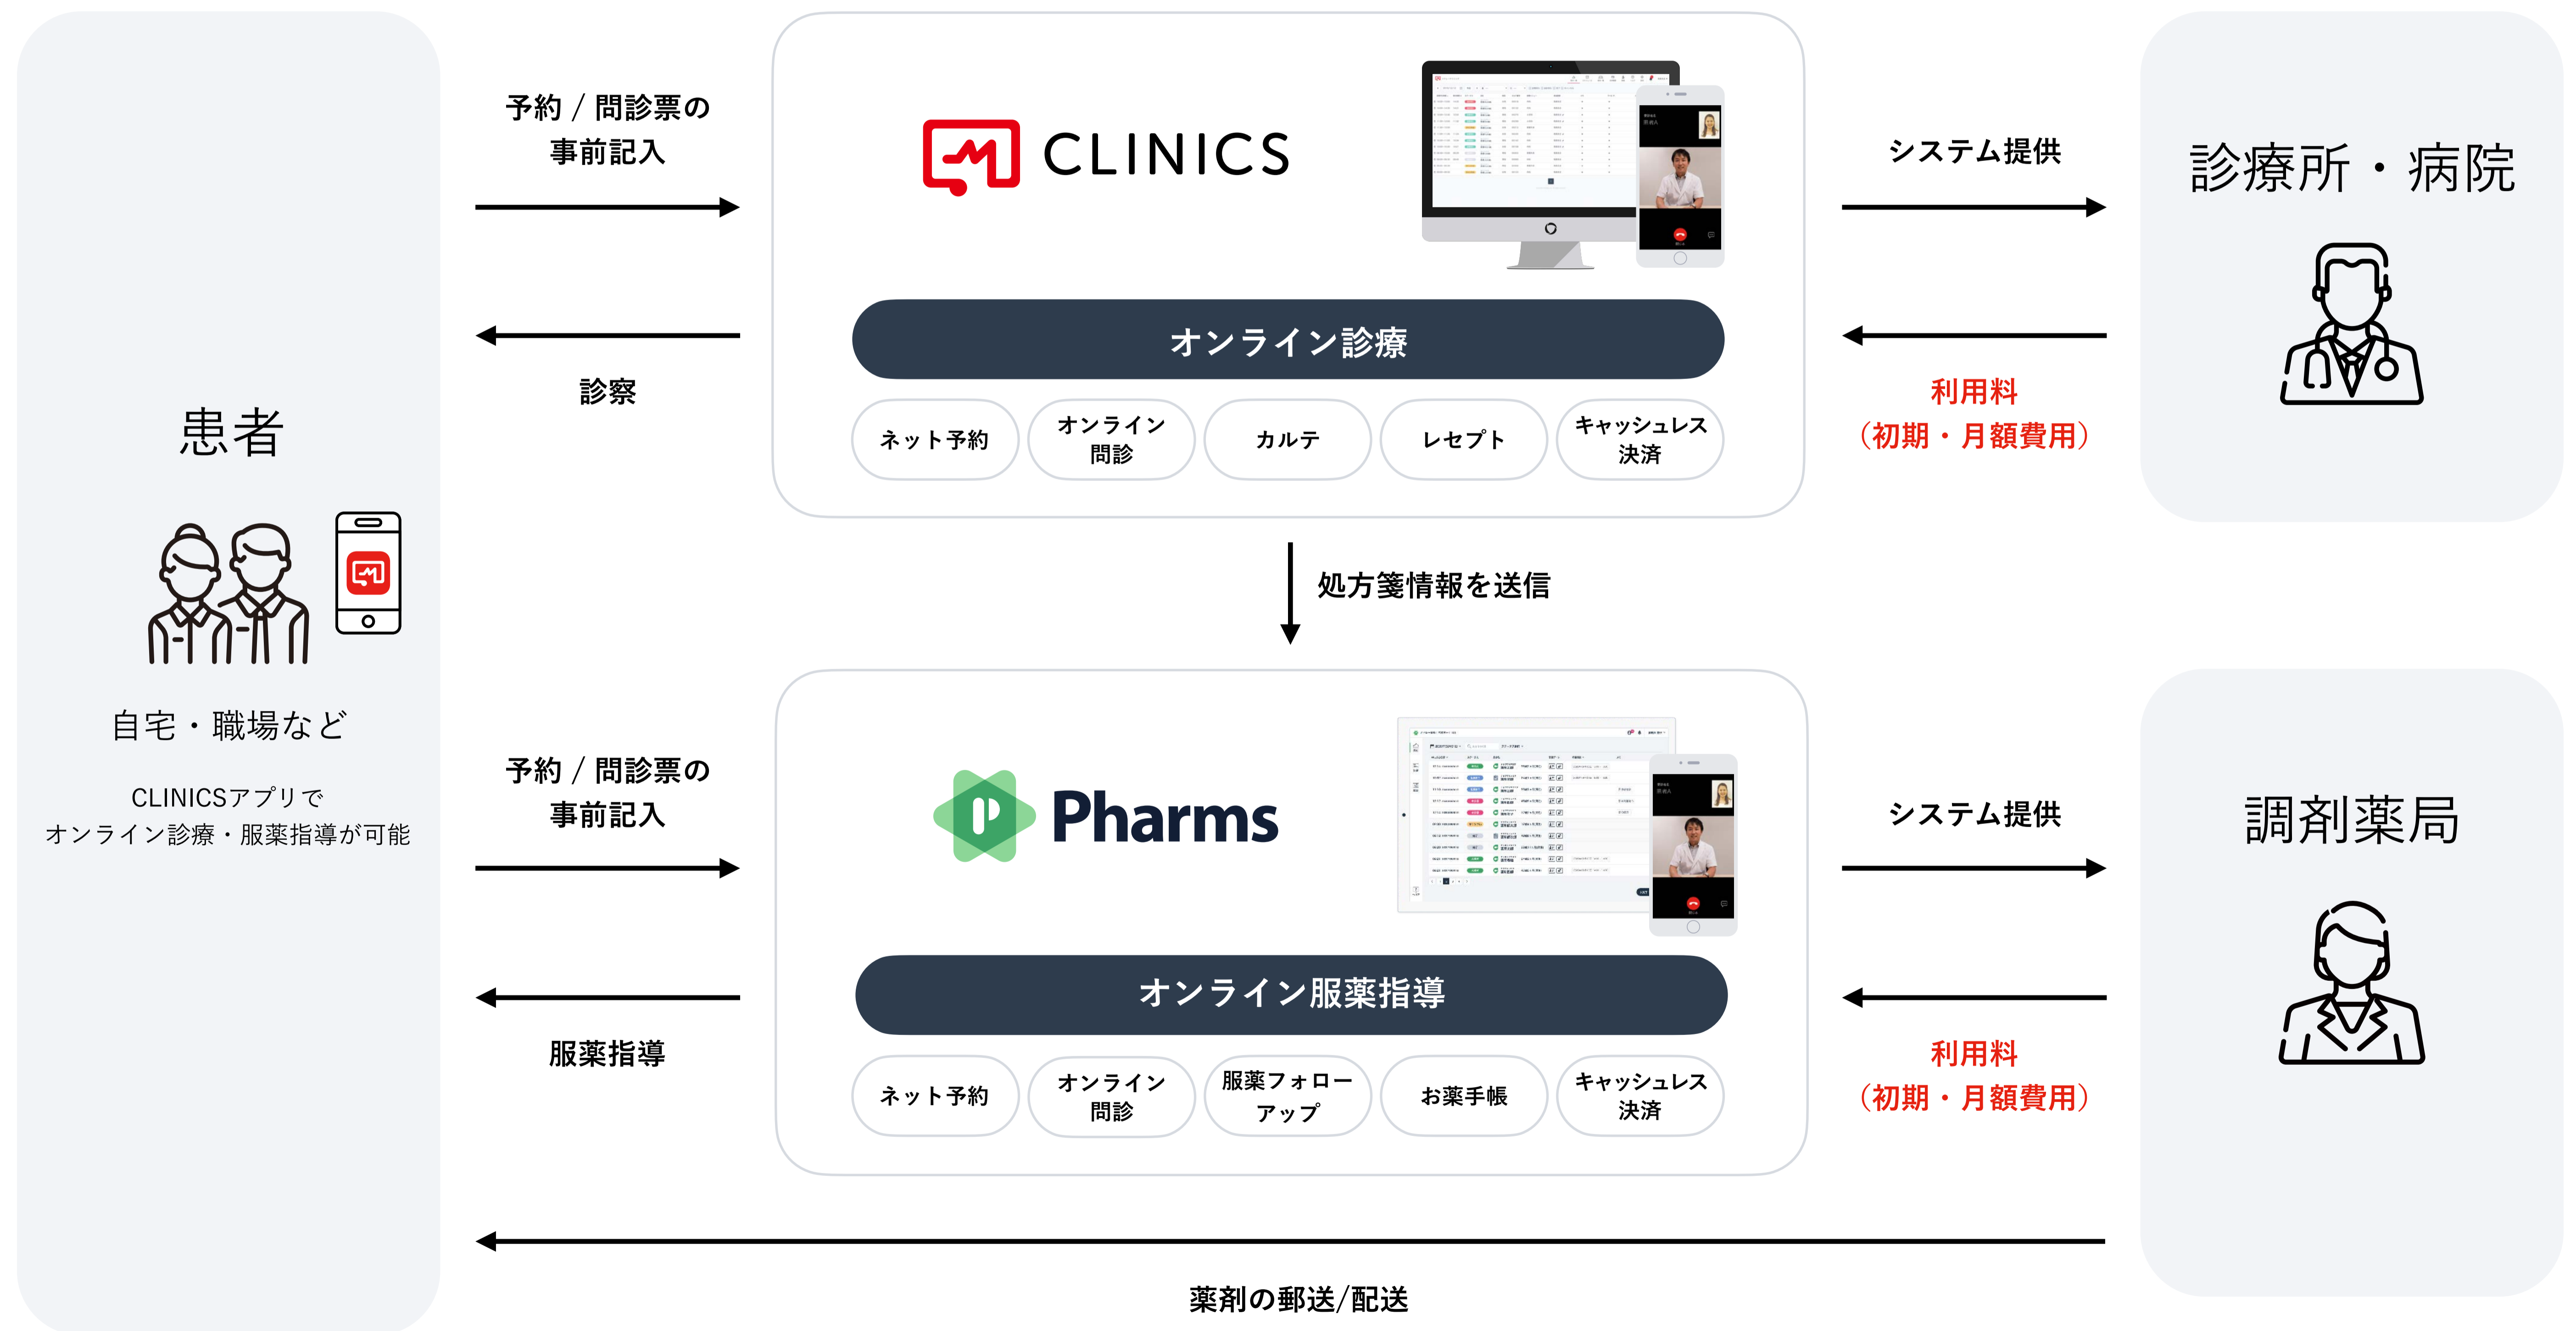 患者
自宅・職場など
CLINICSアプリで
オンライン診療・服薬指導が可能
予約 / 問診票の
事前記入
診察
CLINICS
オンライン診療
ネット予約
オンライン
問診
カルテ
レセプト
キャッシュレス
決済
システム提供
利用料
（初期・月額費用）
診療所・病院
処方箋情報を送信
予約 / 問診票の
事前記入
服薬指導
Pharms
オンライン服薬指導
ネット予約
オンライン
問診
服薬フォロー
アップ
お薬手帳
キャッシュレス
決済
システム提供
利用料
（初期・月額費用）
調剤薬局
薬剤の郵送/配送